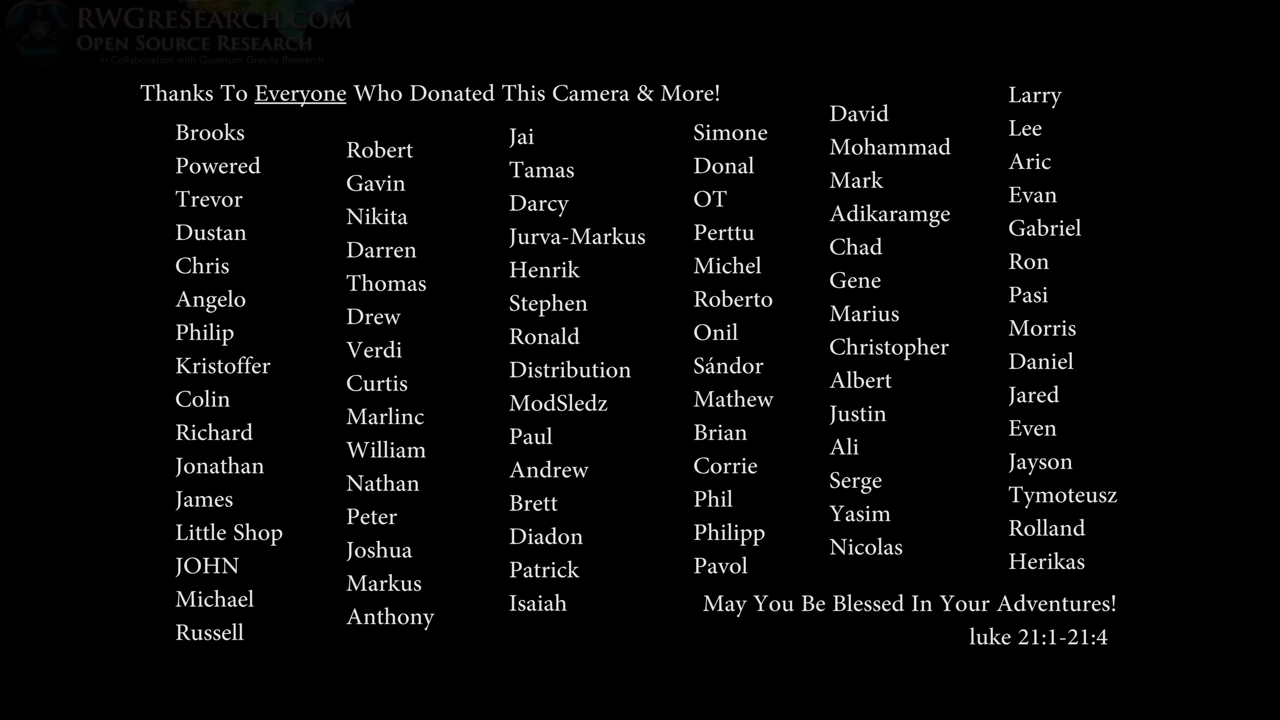 RWGresearch.com
Open Source Research
In Collaboration with Quantum Gravity Research
Thanks To Everyone Who Donated This Camera & More!
Brooks
Powered
Trevor
Dustan
Chris
Angelo
Philip
Kristoffer
Colin
Richard
Jonathan
James
Little Shop
JOHN
Michael
Russell
Robert
Gavin
Nikita
Darren
Thomas
Drew
Verdi
Curtis
Marlinc
William
Nathan
Peter
Joshua
Markus
Anthony
Jai
Tamas
Darcy
Jurva-Markus
Henrik
Stephen
Ronald
Distribution
ModSledz
Paul
Andrew
Brett
Diadon
Patrick
Isaiah
Simone
Donal
OT
Perttu
Michel
Roberto
Onil
Sándor
Mathew
Brian
Corrie
Phil
Philipp
Pavol
David
Mohammad
Mark
Adikaramge
Chad
Gene
Marius
Christopher
Albert
Justin
Ali
Serge
Yasim
Nicolas
Larry
Lee
Aric
Evan
Gabriel
Ron
Pasi
Morris
Daniel
Jared
Even
Jayson
Tymoteusz
Rolland
Herikas
May You Be Blessed In Your Adventures!
luke 21:1-21:4